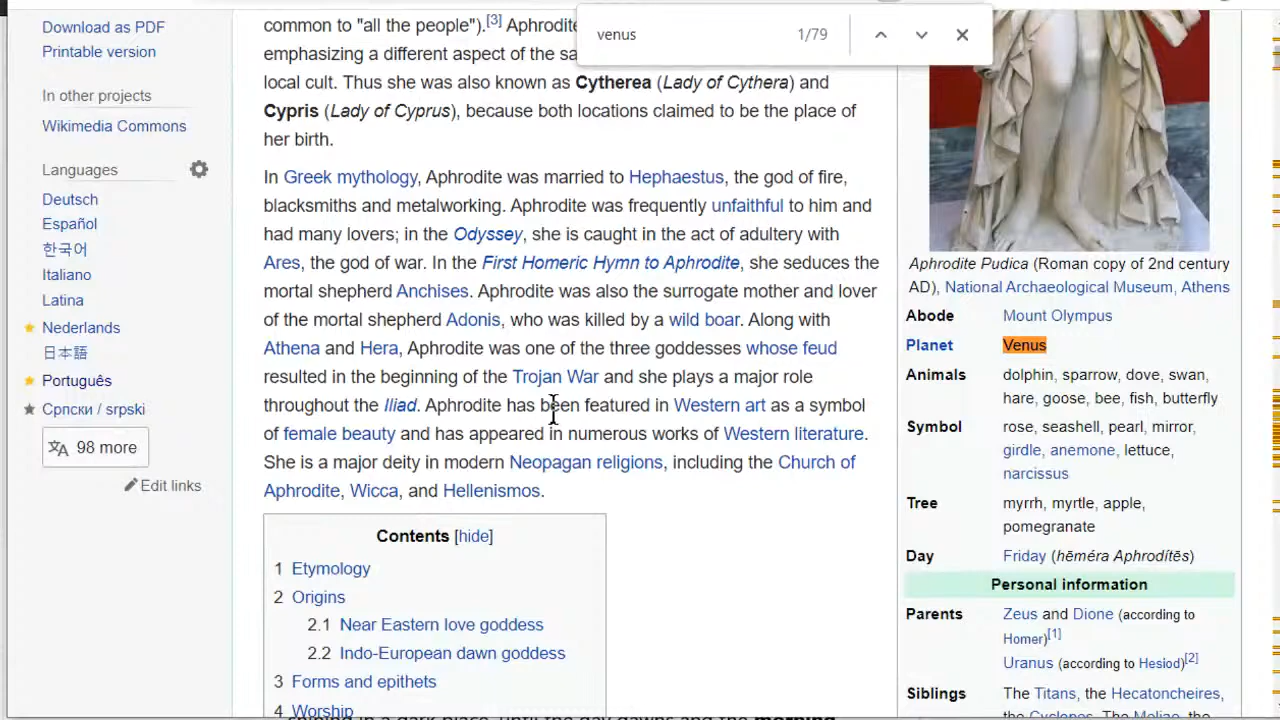 Download as PDF
Printable version
In other projects
Wikimedia Commons
Languages
Deutsch
Español
한국어
Italiano
Latina
Nederlands
日本語
Português
Српски / srpski
98 more
Edit links
venus 1/79
common to "all the people").[3] Aphrodite
emphasizing a different aspect of the sa
local cult. Thus she was also known as Cytherea (Lady of Cythera) and
Cypris (Lady of Cyprus), because both locations claimed to be the place of
her birth.
In Greek mythology, Aphrodite was married to Hephaestus, the god of fire,
blacksmiths and metalworking. Aphrodite was frequently unfaithful to him and
had many lovers; in the Odyssey, she is caught in the act of adultery with
Ares, the god of war. In the First Homeric Hymn to Aphrodite, she seduces the
mortal shepherd Anchises. Aphrodite was also the surrogate mother and lover
of the mortal shepherd Adonis, who was killed by a wild boar. Along with
Athena and Hera, Aphrodite was one of the three goddesses whose feud
resulted in the beginning of the Trojan War and she plays a major role
throughout the Iliad. Aphrodite has been featured in Western art as a symbol
of female beauty and has appeared in numerous works of Western literature.
She is a major deity in modern Neopagan religions, including the Church of
Aphrodite, Wicca, and Hellenismos.
Contents [hide]
1 Etymology
2 Origins
2.1 Near Eastern love goddess
2.2 Indo-European dawn goddess
3 Forms and epithets
4 Worship
Aphrodite Pudica (Roman copy of 2nd century
AD), National Archaeological Museum, Athens
Abode Mount Olympus
Planet Venus
Animals dolphin, sparrow, dove, swan,
hare, goose, bee, fish, butterfly
Symbol rose, seashell, pearl, mirror,
girdle, anemone, lettuce,
narcissus
Tree myrrh, myrtle, apple,
pomegranate
Day Friday (hēméra Aphrodítēs)
Personal information
Parents Zeus and Dione (according to
Homer)[1]
Uranus (according to Hesiod)[2]
Siblings The Titans, the Hecatoncheires,